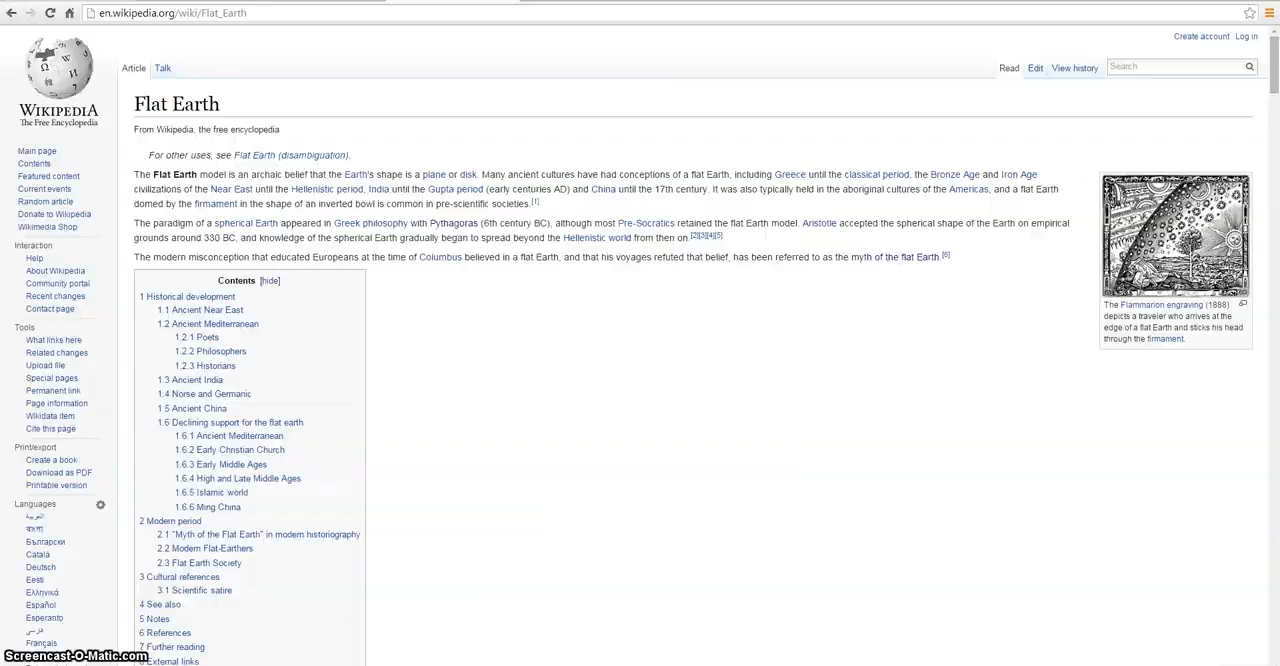 en.wikipedia.org/wiki/Flat_Earth
Create account Log in
WIKIPEDIA
The Free Encyclopedia
Article Talk
Read Edit View history Search
Flat Earth
From Wikipedia, the free encyclopedia
For other uses, see Flat Earth (disambiguation).
The Flat Earth model is an archaic belief that the Earth's shape is a plane or disk. Many ancient cultures have had conceptions of a flat Earth, including Greece until the classical period, the Bronze Age and Iron Age
civilizations of the Near East until the Hellenistic period, India until the Gupta period (early centuries AD) and China until the 17th century. It was also typically held in the aboriginal cultures of the Americas, and a flat Earth
domed by the firmament in the shape of an inverted bowl is common in pre-scientific societies.[1]
The paradigm of a spherical Earth appeared in Greek philosophy with Pythagoras (6th century BC), although most Pre-Socratics retained the flat Earth model. Aristotle accepted the spherical shape of the Earth on empirical
grounds around 330 BC, and knowledge of the spherical Earth gradually began to spread beyond the Hellenistic world from then on.[2][3][4][5]
The modern misconception that educated Europeans at the time of Columbus believed in a flat Earth, and that his voyages refuted that belief, has been referred to as the myth of the flat Earth.[6]
The Flammarion engraving (1888)
depicts a traveler who arrives at the
edge of a flat Earth and sticks his head
through the firmament.
Contents [hide]
1 Historical development
1.1 Ancient Near East
1.2 Ancient Mediterranean
1.2.1 Poets
1.2.2 Philosophers
1.2.3 Historians
1.3 Ancient India
1.4 Norse and Germanic
1.5 Ancient China
1.6 Declining support for the flat earth
1.6.1 Ancient Mediterranean
1.6.2 Early Christian Church
1.6.3 Early Middle Ages
1.6.4 High and Late Middle Ages
1.6.5 Islamic world
1.6.6 Ming China
2 Modern period
2.1 "Myth of the Flat Earth" in modern historiography
2.2 Modern Flat-Earthers
2.3 Flat Earth Society
3 Cultural references
3.1 Scientific satire
4 See also
5 Notes
6 References
7 Further reading
8 External links
Main page
Contents
Featured content
Current events
Random article
Donate to Wikipedia
Wikimedia Shop
Interaction
Help
About Wikipedia
Community portal
Recent changes
Contact page
Tools
What links here
Related changes
Upload file
Special pages
Permanent link
Page information
Wikidata item
Cite this page
Print/export
Create a book
Download as PDF
Printable version
Languages
العربية
বাংলা
Български
Català
Deutsch
Eesti
Ελληνικά
Español
Esperanto
فارسی
Français
Screencast-O-Matic.com